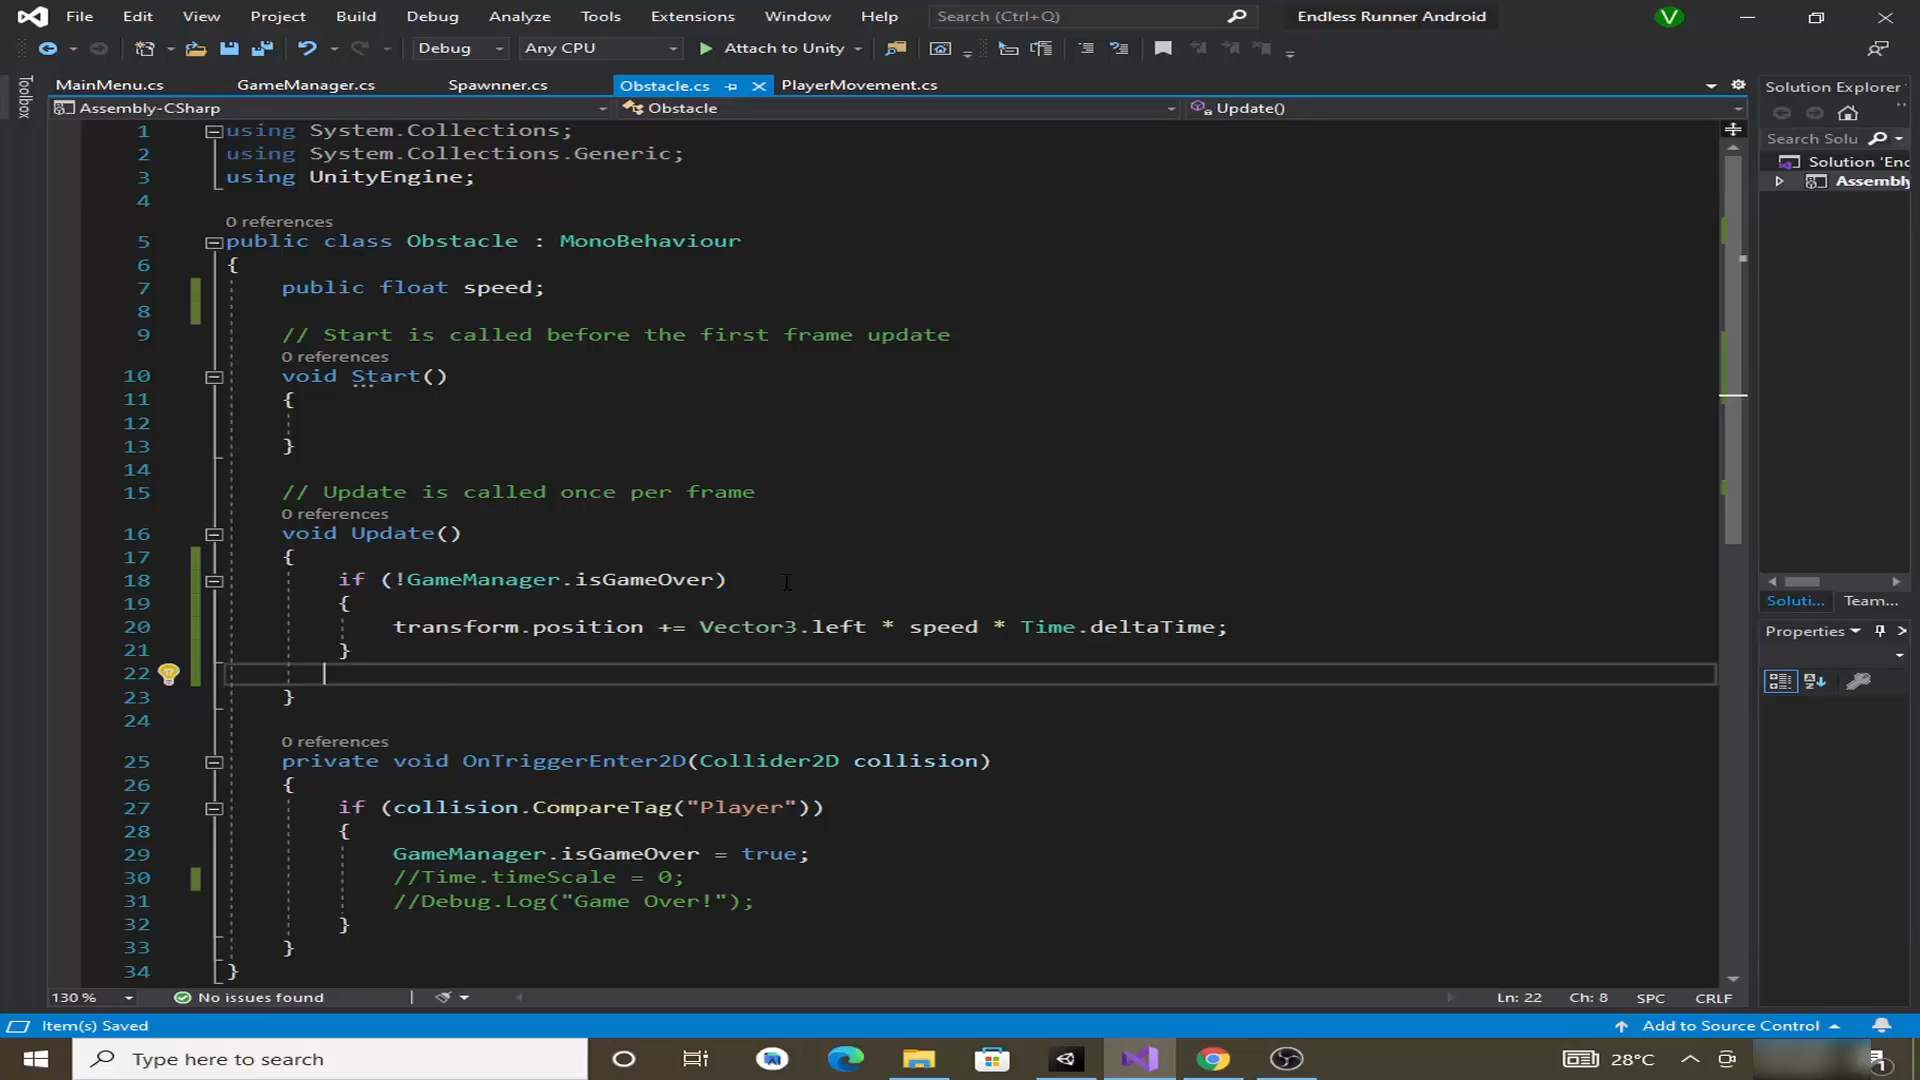 File Edit View Project Build Debug Analyze Tools Extensions Window Help Search (Ctrl+Q) Endless Runner Android V
Debug Any CPU Attach to Unity
MainMenu.cs GameManager.cs Spawnner.cs Obstacle.cs PlayerMovement.cs
Assembly-CSharp Obstacle Update()
Toolbox
1 using System.Collections;
2 using System.Collections.Generic;
3 using UnityEngine;
4
0 references
5 public class Obstacle : MonoBehaviour
6 {
7 public float speed;
8
9 // Start is called before the first frame update
0 references
10 void Start()
11 {
12
13 }
14
15 // Update is called once per frame
0 references
16 void Update()
17 {
18 if (!GameManager.isGameOver)
19 {
20 transform.position += Vector3.left * speed * Time.deltaTime;
21 }
22
23 }
24
0 references
25 private void OnTriggerEnter2D(Collider2D collision)
26 {
27 if (collision.CompareTag("Player"))
28 {
29 GameManager.isGameOver = true;
30 //Time.timeScale = 0;
31 //Debug.Log("Game Over!");
32 }
33 }
34 }
Solution Explorer
Search Solu
Solution 'End
Assembly
Soluti... Team...
Properties
130 % No issues found Ln: 22 Ch: 8 SPC CRLF
Item(s) Saved Add to Source Control
Type here to search 28°C 1